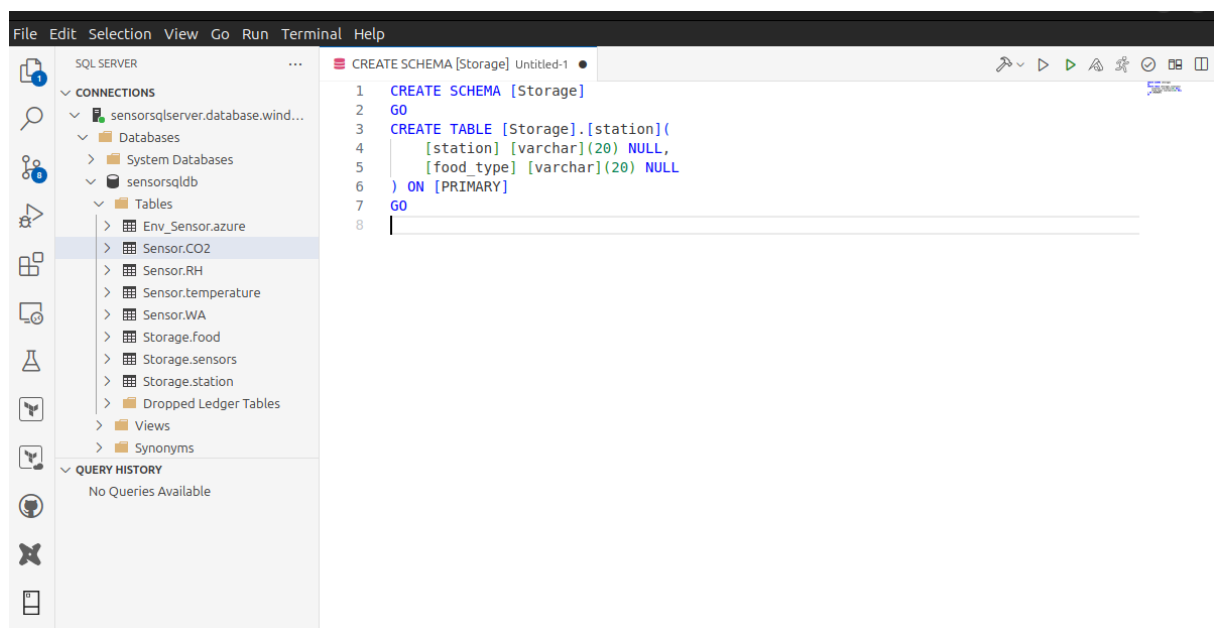 File Edit Selection View Go Run Terminal Help
SQL SERVER
...
1
8
CONNECTIONS
sensorsqlserver.database.wind...
Databases
System Databases
sensorsqldb
Tables
Env_Sensor.azure
Sensor.CO2
Sensor.RH
Sensor.temperature
Sensor.WA
Storage.food
Storage.sensors
Storage.station
Dropped Ledger Tables
Views
Synonyms
QUERY HISTORY
No Queries Available
CREATE SCHEMA [Storage] Untitled-1
1 CREATE SCHEMA [Storage]
2 GO
3 CREATE TABLE [Storage].[station](
4 [station] [varchar](20) NULL,
5 [food_type] [varchar](20) NULL
6 ) ON [PRIMARY]
7 GO
8